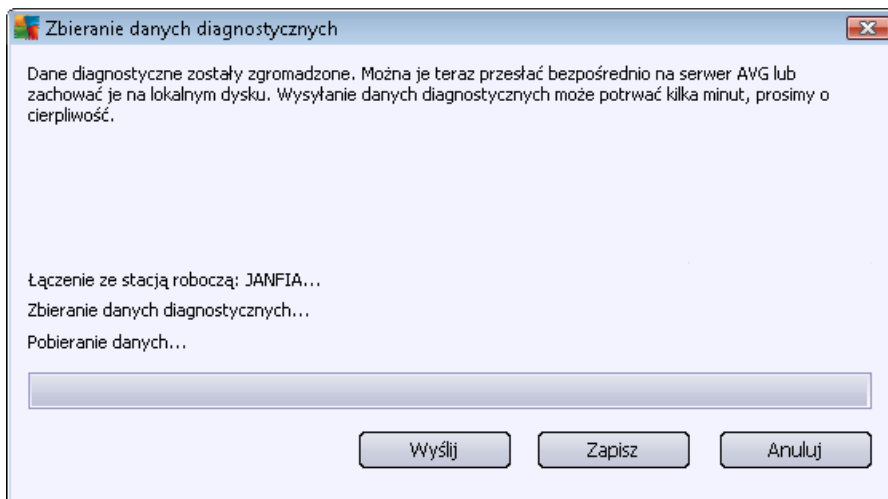 Zbieranie danych diagnostycznych
Dane diagnostyczne zostały zgromadzone. Można je teraz przesłać bezpośrednio na serwer AVG lub
zachować je na lokalnym dysku. Wysyłanie danych diagnostycznych może potrwać kilka minut, prosimy o
cierpliwość.
Łączenie ze stacją roboczą: JANFIA...
Zbieranie danych diagnostycznych...
Pobieranie danych...
Wyślij
Zapisz
Anuluj